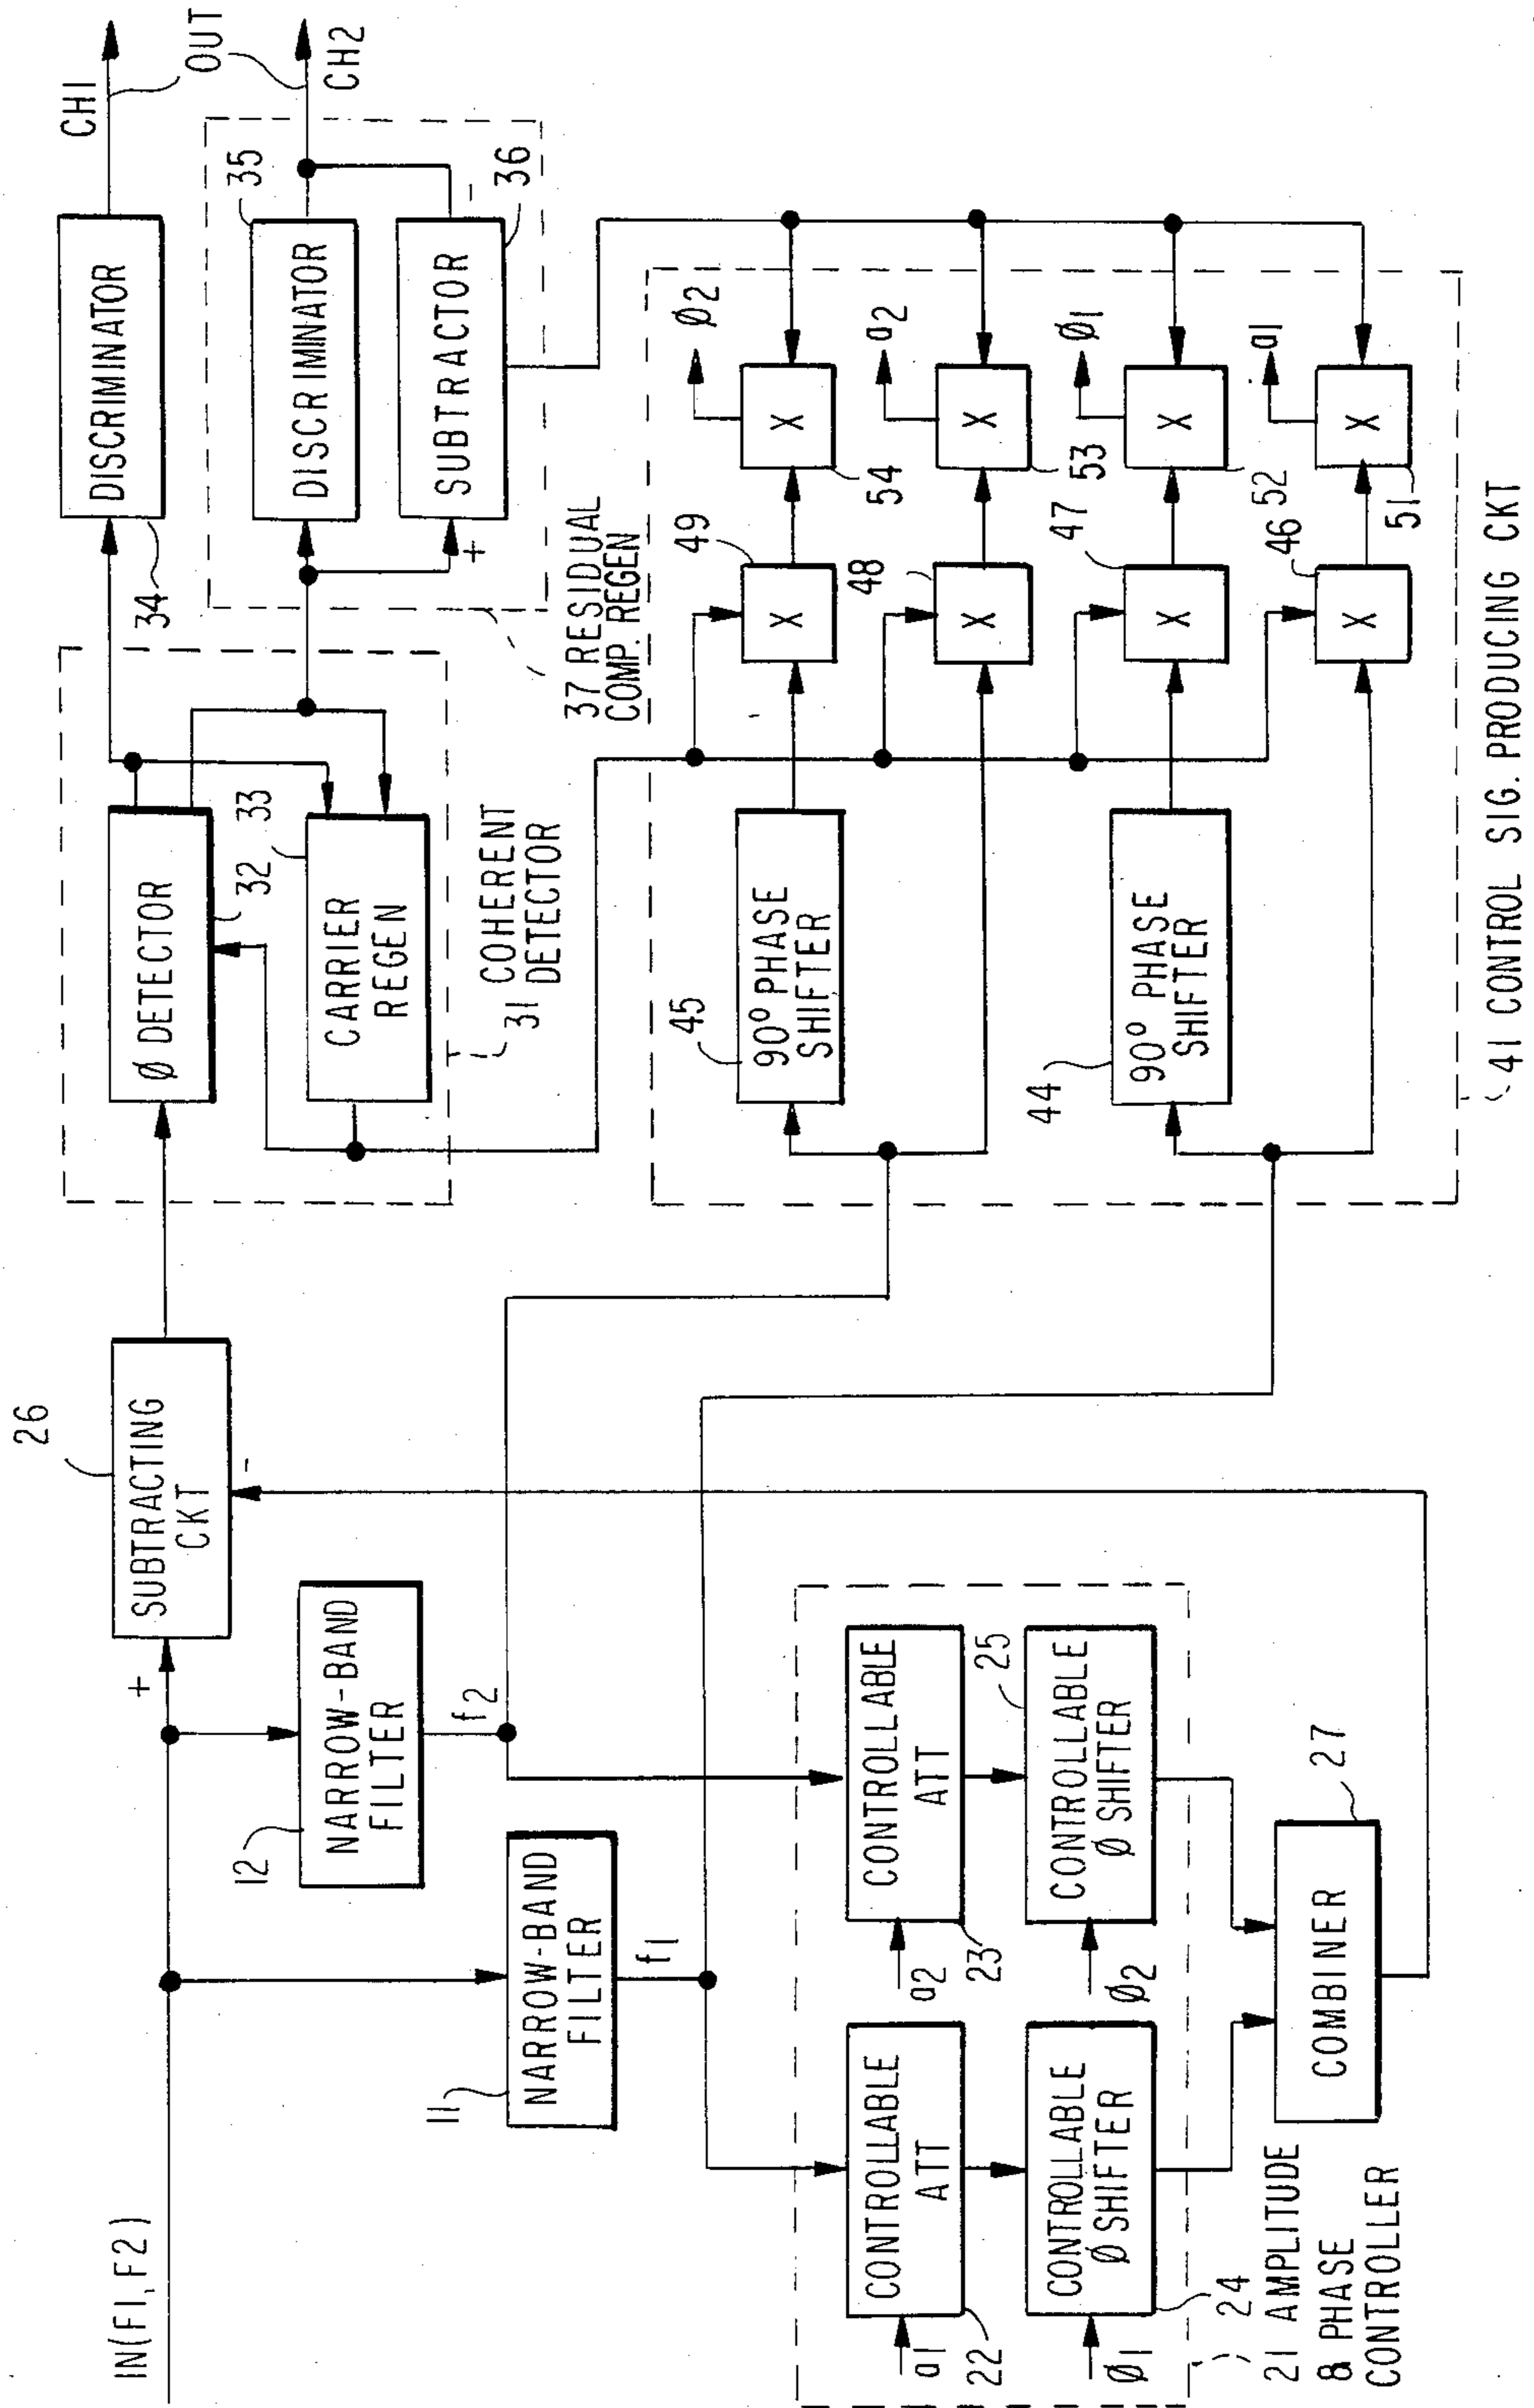 IN(F1,F2)
+
26
SUBTRACTING
CKT
-
12
NARROW-BAND
FILTER
f2
11
NARROW-BAND
FILTER
f1
CONTROLLABLE
ATT
a1
22
CONTROLLABLE
ATT
a2
23
CONTROLLABLE
Ø SHIFTER
Ø1
24
CONTROLLABLE
Ø SHIFTER
25
Ø2
21 AMPLITUDE
& PHASE
CONTROLLER
COMBINER
27
Ø DETECTOR
32
33
CARRIER
REGEN
31 COHERENT
DETECTOR
DISCRIMINATOR
34
CH1
OUT
CH2
DISCRIMINATOR
35
SUBTRACTOR
36
+
-
37 RESIDUAL
COMP. REGEN
45
90° PHASE
SHIFTER
X
49
X
54
Ø2
X
48
X
53
a2
44
90° PHASE
SHIFTER
X
47
X
52
Ø1
X
46
X
51
a1
41 CONTROL SIG. PRODUCING CKT